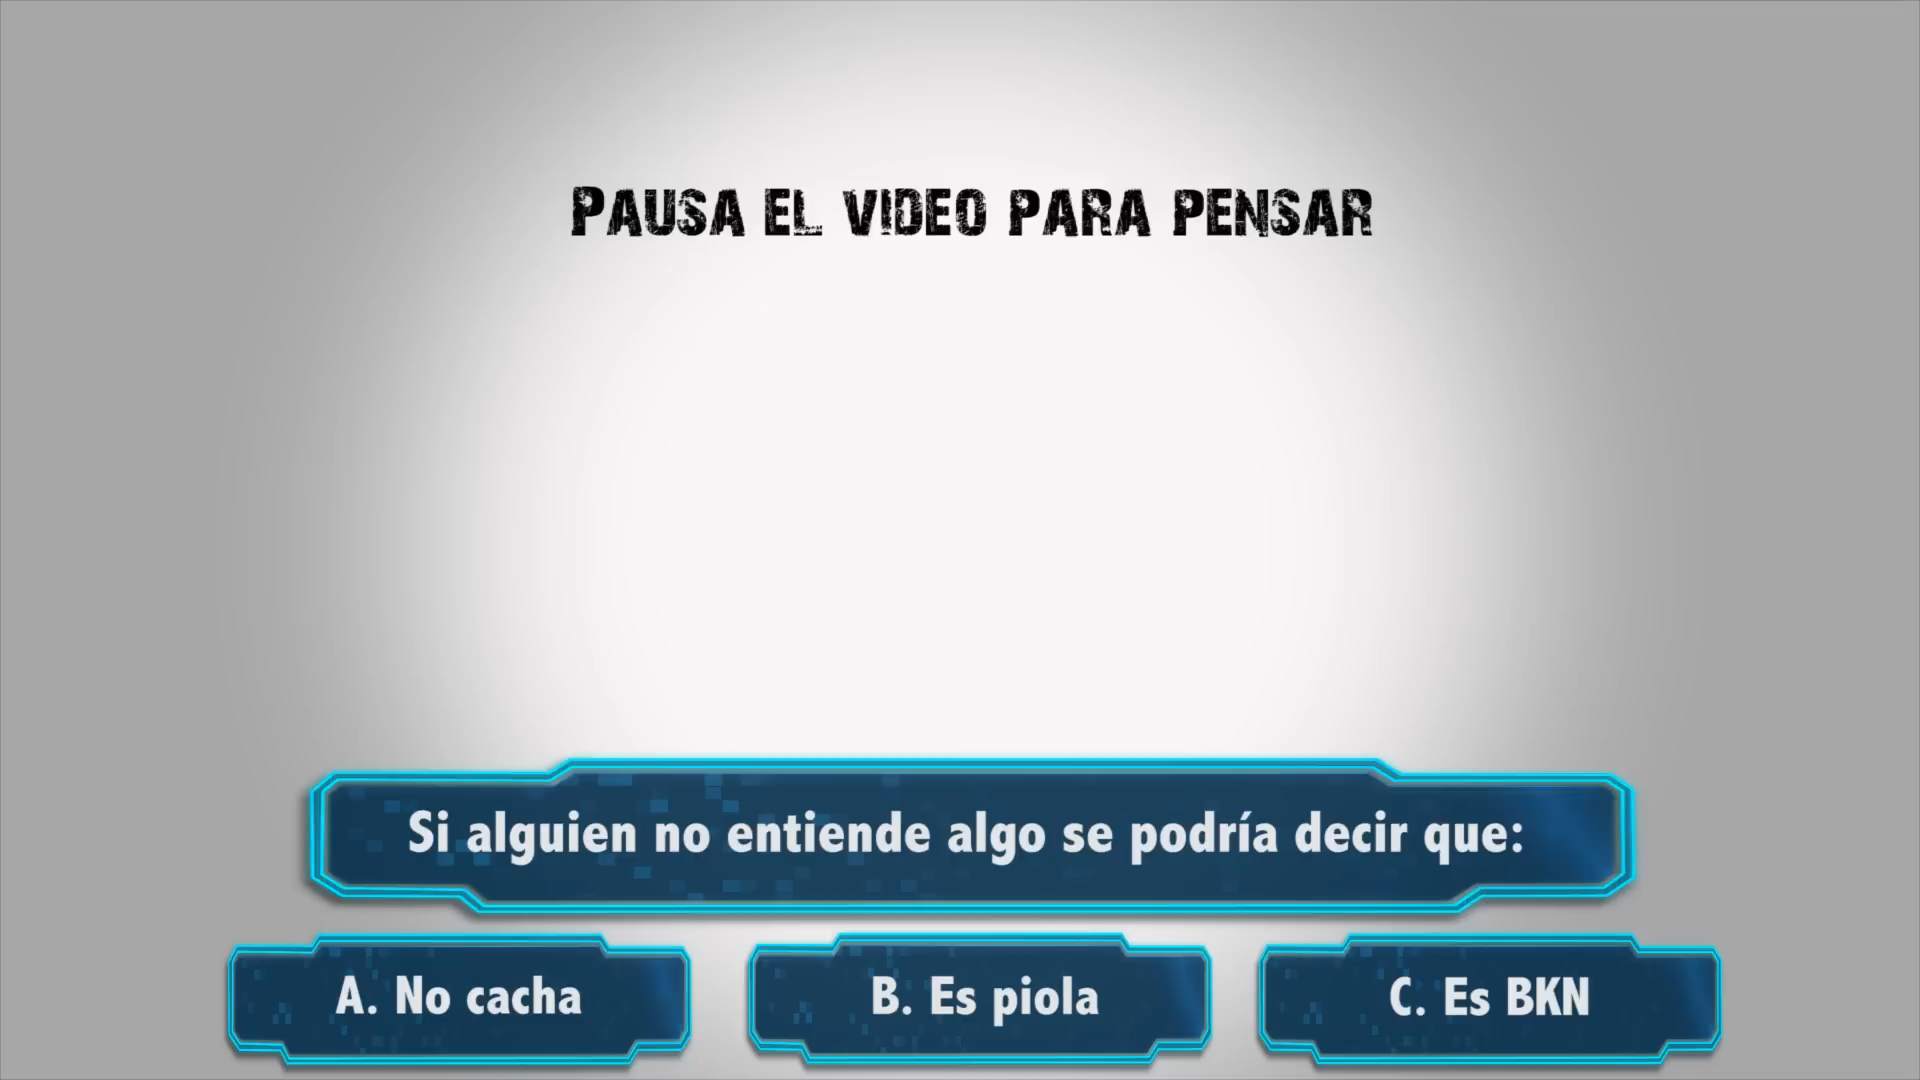 PAUSA EL VIDEO PARA PENSAR
Si alguien no entiende algo se podría decir que:
A. No cacha
B. Es piola
C. Es BKN